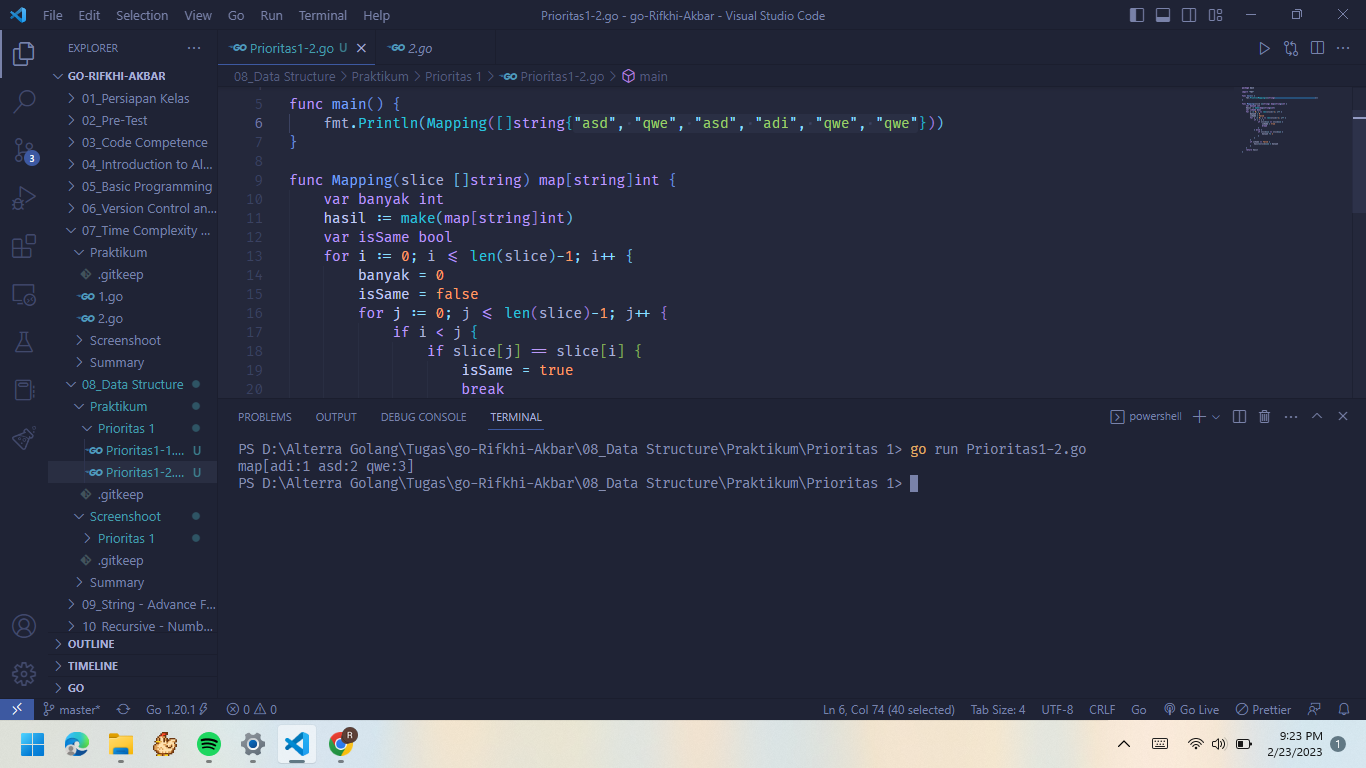 File Edit Selection View Go Run Terminal Help
Prioritas1-2.go - go-Rifkhi-Akbar - Visual Studio Code
EXPLORER
GO-RIFKHI-AKBAR
01_Persiapan Kelas
02_Pre-Test
03_Code Competence
04_Introduction to Al...
05_Basic Programming
06_Version Control an...
07_Time Complexity ...
Praktikum
.gitkeep
GO 1.go
GO 2.go
Screenshoot
Summary
08_Data Structure
Praktikum
Prioritas 1
GO Prioritas1-1.... U
GO Prioritas1-2.... U
.gitkeep
Screenshoot
Prioritas 1
.gitkeep
Summary
09_String - Advance F...
10 Recursive - Numb...
OUTLINE
TIMELINE
GO
3
GO Prioritas1-2.go U
GO 2.go
08_Data Structure > Praktikum > Prioritas 1 > GO Prioritas1-2.go > main
5 func main() {
6 fmt.Println(Mapping([]string{"asd", "qwe", "asd", "adi", "qwe", "qwe"}))
7 }
8
9 func Mapping(slice []string) map[string]int {
10 var banyak int
11 hasil := make(map[string]int)
12 var isSame bool
13 for i := 0; i <= len(slice)-1; i++ {
14 banyak = 0
15 isSame = false
16 for j := 0; j <= len(slice)-1; j++ {
17 if i < j {
18 if slice[j] == slice[i] {
19 isSame = true
20 break
PROBLEMS OUTPUT DEBUG CONSOLE TERMINAL
powershell
PS D:\Alterra Golang\Tugas\go-Rifkhi-Akbar\08_Data Structure\Praktikum\Prioritas 1> go run Prioritas1-2.go
map[adi:1 asd:2 qwe:3]
PS D:\Alterra Golang\Tugas\go-Rifkhi-Akbar\08_Data Structure\Praktikum\Prioritas 1>
master* Go 1.20.1 0 0
Ln 6, Col 74 (40 selected) Tab Size: 4 UTF-8 CRLF Go Go Live Prettier
R
9:23 PM
2/23/2023
1